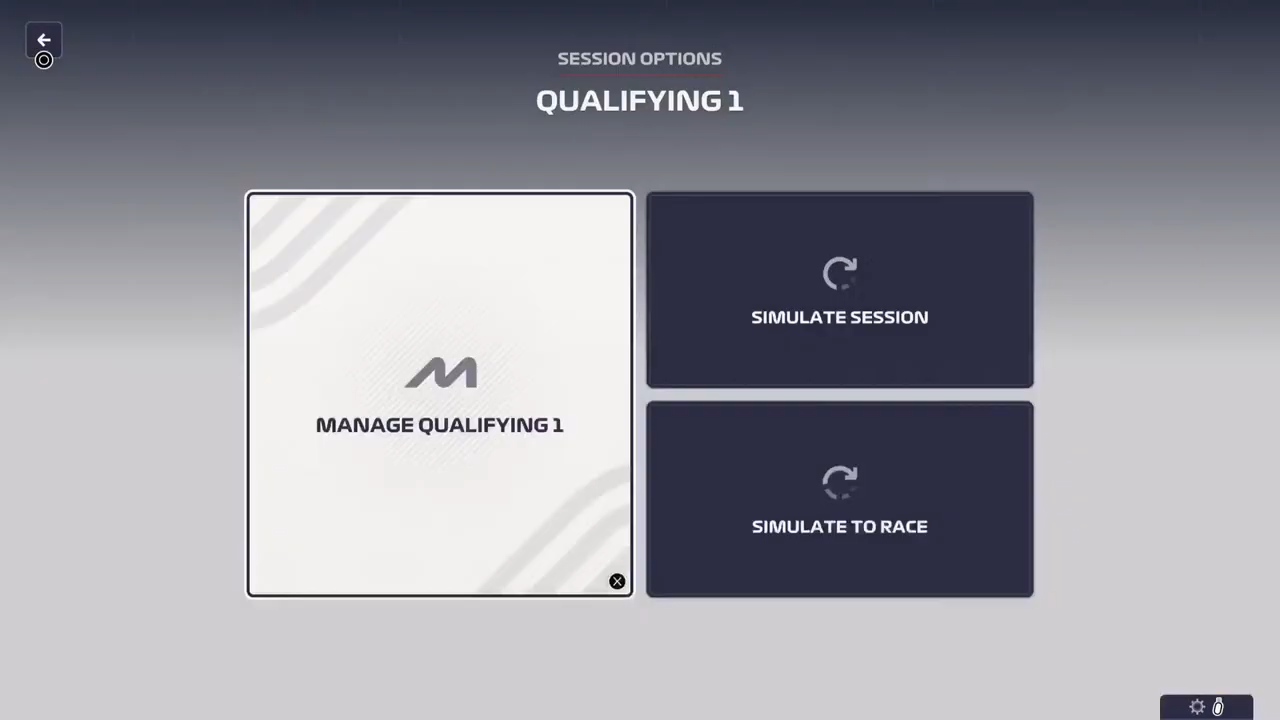 SESSION OPTIONS
QUALIFYING 1
MANAGE QUALIFYING 1
SIMULATE SESSION
SIMULATE TO RACE